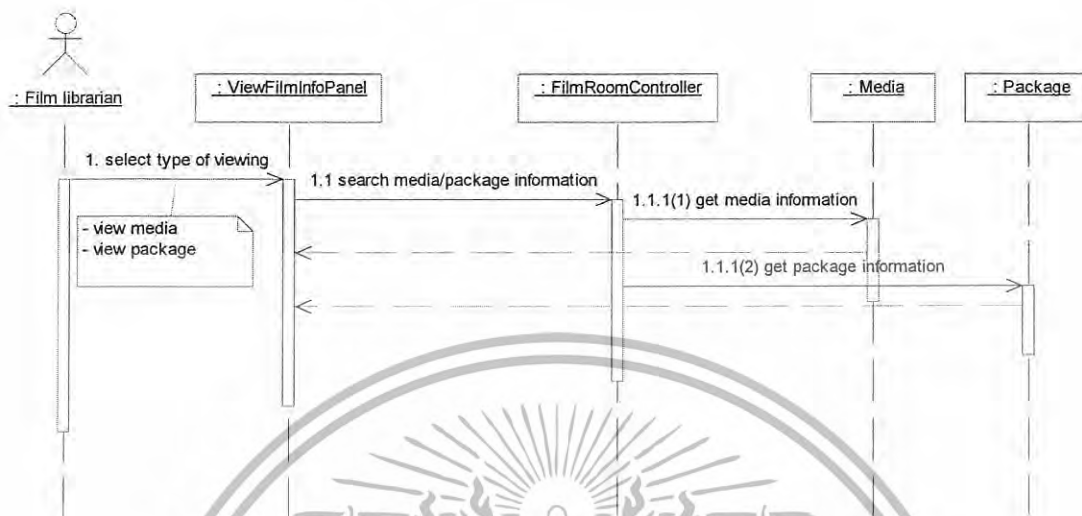 : Film librarian
: ViewFilmInfoPanel
: FilmRoomController
: Media
: Package
1. select type of viewing
1.1 search media/package information
1.1.1(1) get media information
- view media
- view package
1.1.1(2) get package information